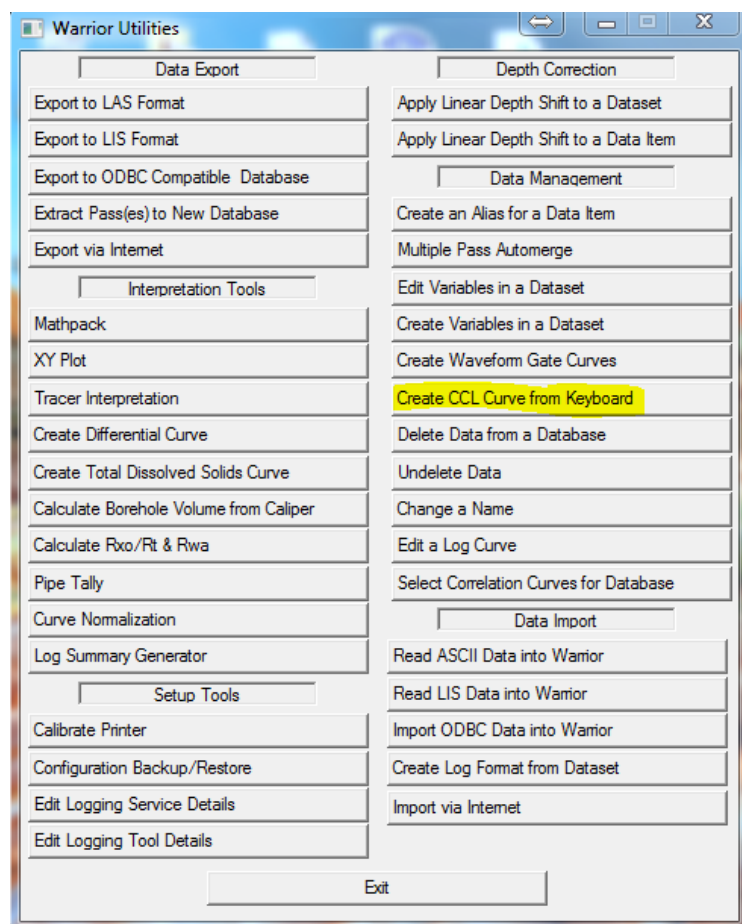 Warrior Utilities
Data Export
Export to LAS Format
Export to LIS Format
Export to ODBC Compatible Database
Extract Pass(es) to New Database
Export via Internet
Interpretation Tools
Mathpack
XY Plot
Tracer Interpretation
Create Differential Curve
Create Total Dissolved Solids Curve
Calculate Borehole Volume from Caliper
Calculate Rxo/Rt & Rwa
Pipe Tally
Curve Normalization
Log Summary Generator
Setup Tools
Calibrate Printer
Configuration Backup/Restore
Edit Logging Service Details
Edit Logging Tool Details
Depth Correction
Apply Linear Depth Shift to a Dataset
Apply Linear Depth Shift to a Data Item
Data Management
Create an Alias for a Data Item
Multiple Pass Automerge
Edit Variables in a Dataset
Create Variables in a Dataset
Create Waveform Gate Curves
Create CCL Curve from Keyboard
Delete Data from a Database
Undelete Data
Change a Name
Edit a Log Curve
Select Correlation Curves for Database
Data Import
Read ASCII Data into Warrior
Read LIS Data into Warrior
Import ODBC Data into Warrior
Create Log Format from Dataset
Import via Internet
Exit